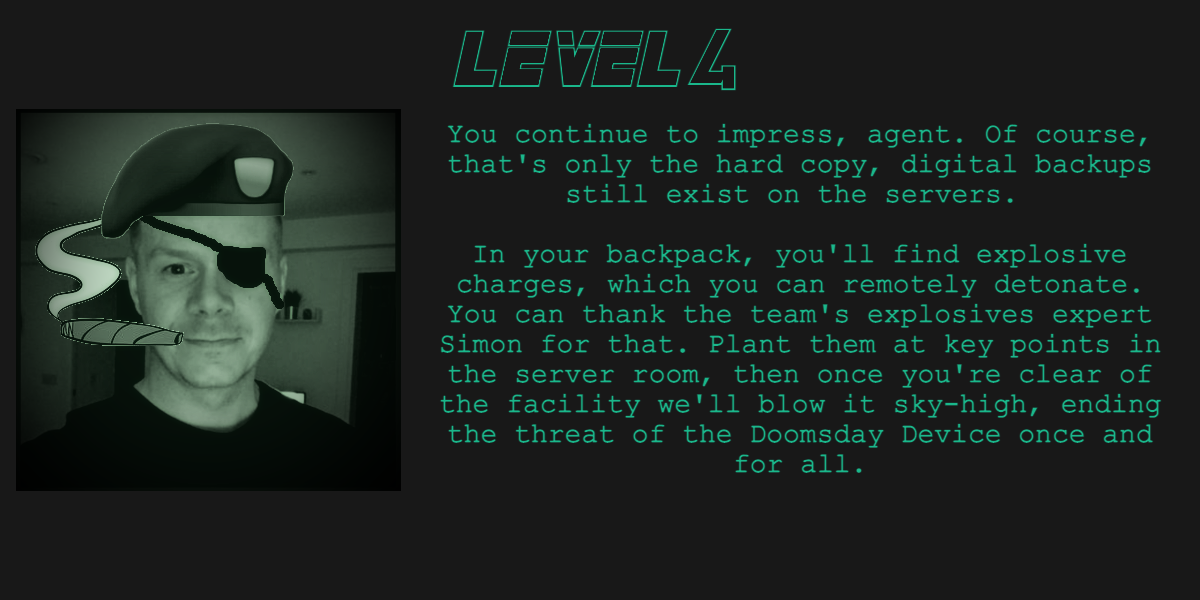 LEVEL 4
You continue to impress, agent. Of course,
that's only the hard copy, digital backups
still exist on the servers.
In your backpack, you'll find explosive
charges, which you can remotely detonate.
You can thank the team's explosives expert
Simon for that. Plant them at key points in
the server room, then once you're clear of
the facility we'll blow it sky-high, ending
the threat of the Doomsday Device once and
for all.